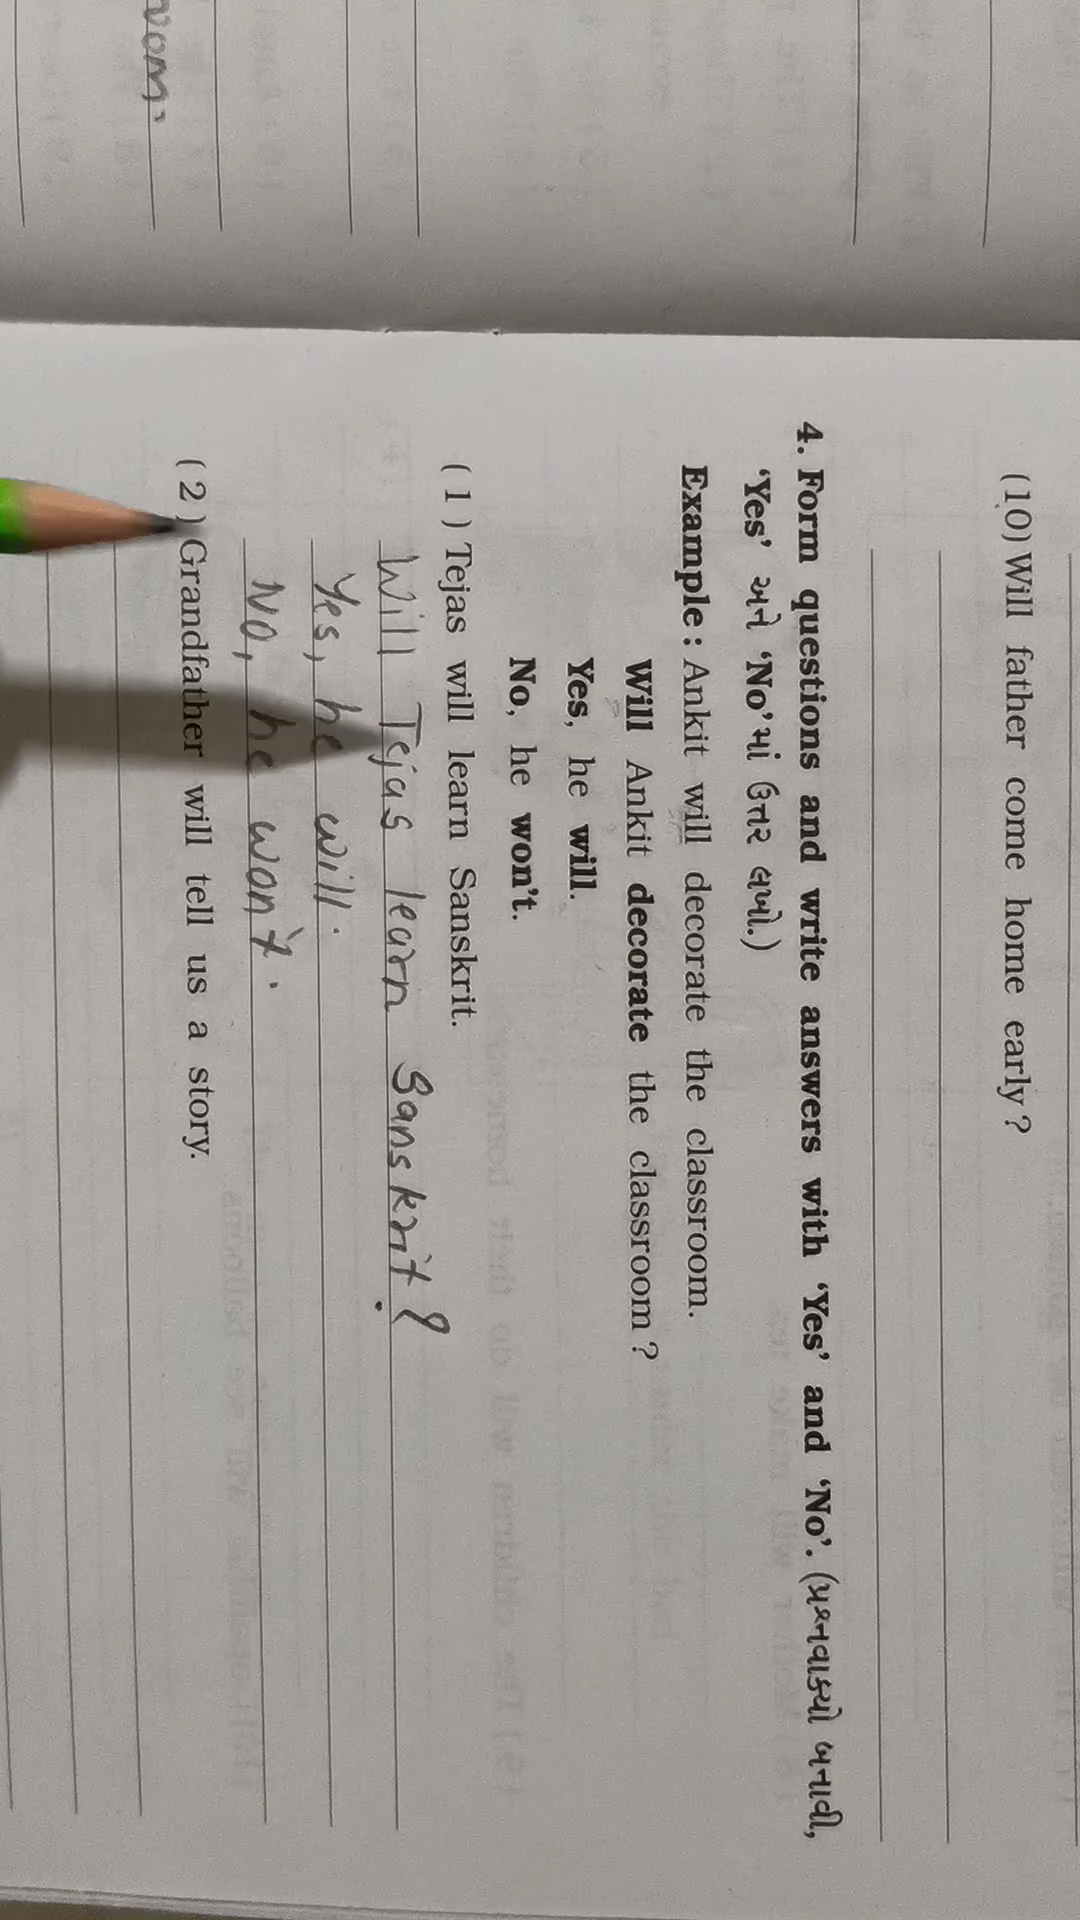 (10) Will father come home early?
4. Form questions and write answers with 'Yes' and 'No'. (પ્રશ્નવાક્યો બનાવી,
'Yes' અને 'No'માં ઉત્તર લખો.)
Example : Ankit will decorate the classroom.
Will Ankit decorate the classroom?
Yes, he will.
No, he won't.
(1) Tejas will learn Sanskrit.
Will Tejas learn Sanskrit?
Yes, he will.
No, he won't.
(2) Grandfather will tell us a story.